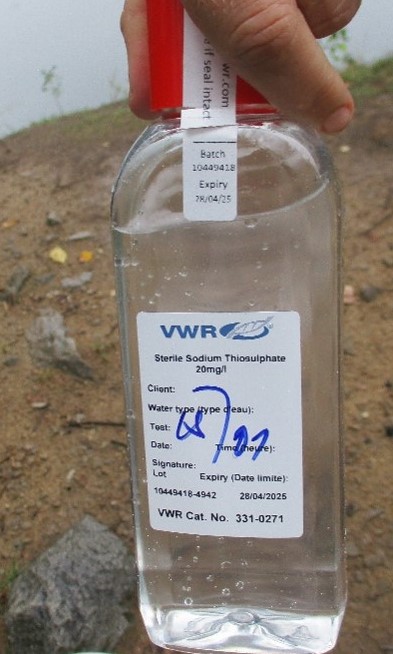 wr.com
e if seal intact
Batch
10449418
Expiry
28/04/25
VWR
Sterile Sodium Thiosulphate
20mg/l
Client:
Water type (type d'eau):
Test:
Date: Time (heure):
Signature:
Lot Expiry (Date limite):
10449418-4942 28/04/2025
VWR Cat. No. 331-0271